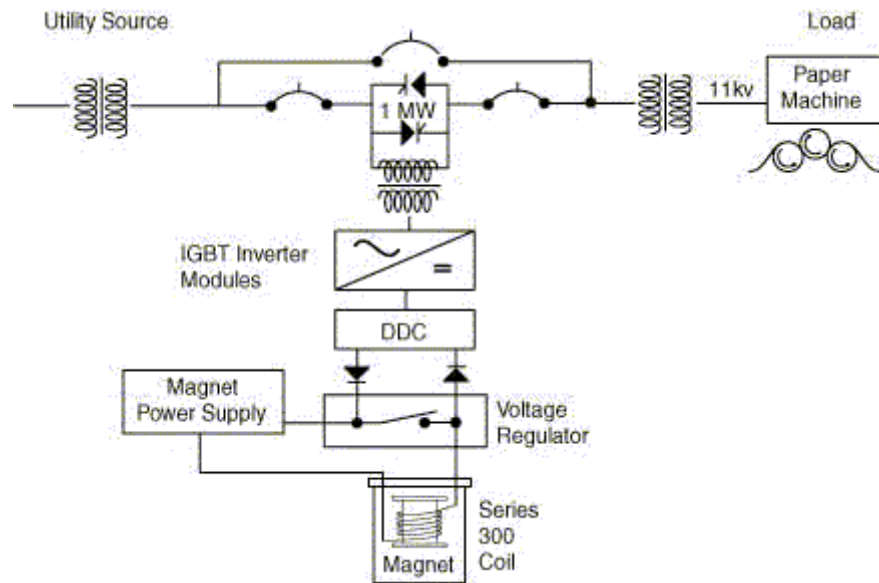 Utility Source
Load
1 MW
11kv
Paper
Machine
IGBT Inverter
Modules
DDC
Magnet
Power Supply
Voltage
Regulator
Series
300
Coil
Magnet